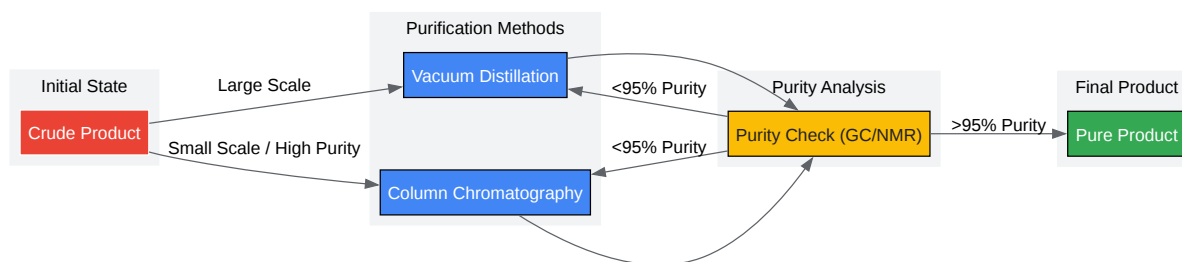 Purification Methods
Vacuum Distillation
Initial State
Large Scale
<95% Purity
Purity Analysis
Final Product
Crude Product
Purity Check (GC/NMR)
>95% Purity
Pure Product
Small Scale / High Purity
<95% Purity
Column Chromatography